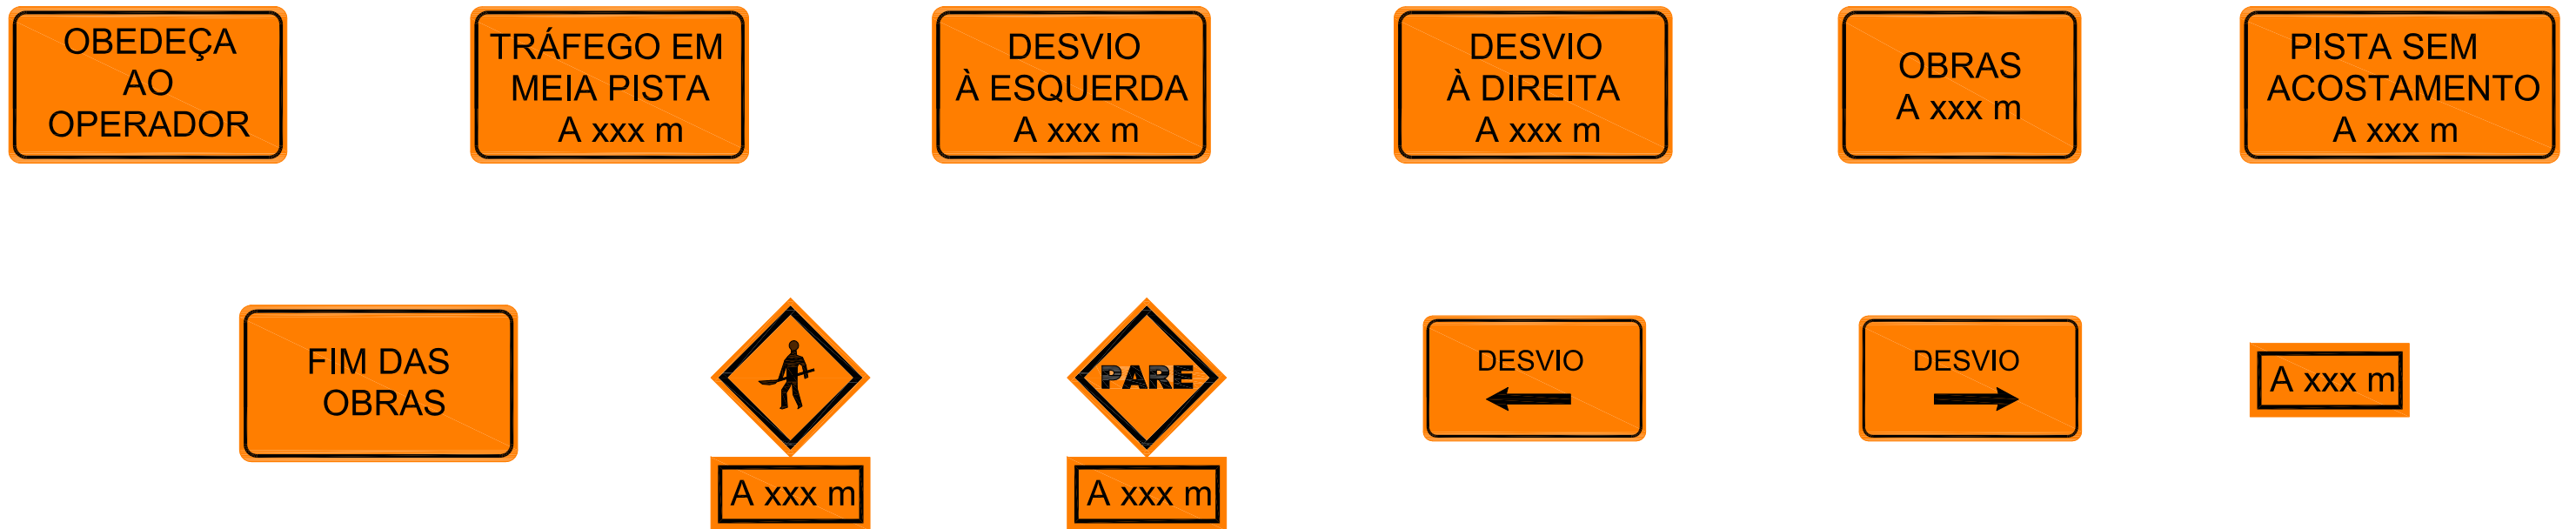 OBEDEÇA
AO
OPERADOR
TRÁFEGO EM
MEIA PISTA
A xxx m
DESVIO
À ESQUERDA
A xxx m
DESVIO
À DIREITA
A xxx m
OBRAS
A xxx m
PISTA SEM
ACOSTAMENTO
A xxx m
FIM DAS
OBRAS
A xxx m
PARE
A xxx m
DESVIO
DESVIO
A xxx m